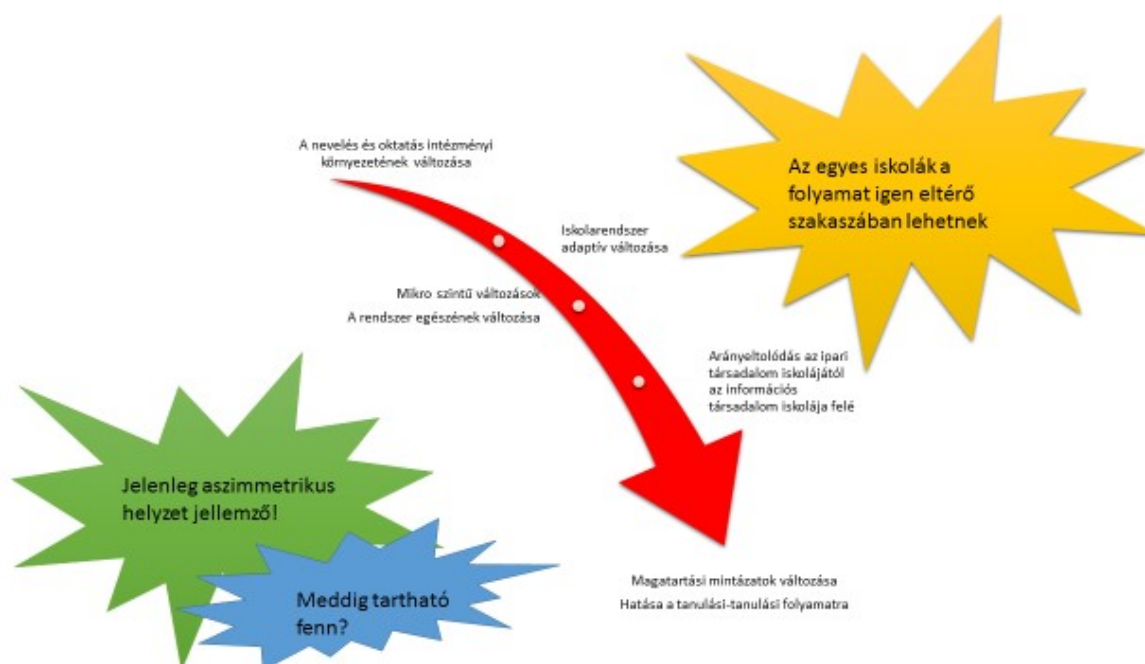 A nevelés és oktatás intézményi
környezetének változása
Az egyes iskolák a
folyamat igen eltérő
szakaszában lehetnek
Iskolarendszer
adaptív változása
Mikro szintű változások
A rendszer egészének változása
Arányeltolódás az ipari
társadalom iskolájától
az információs
társadalom iskolája felé
Jelenleg aszimmetrikus
helyzet jellemző!
Meddig tartható
fenn?
Magatartási mintázatok változása
Hatása a tanulási-tanulási folyamatra